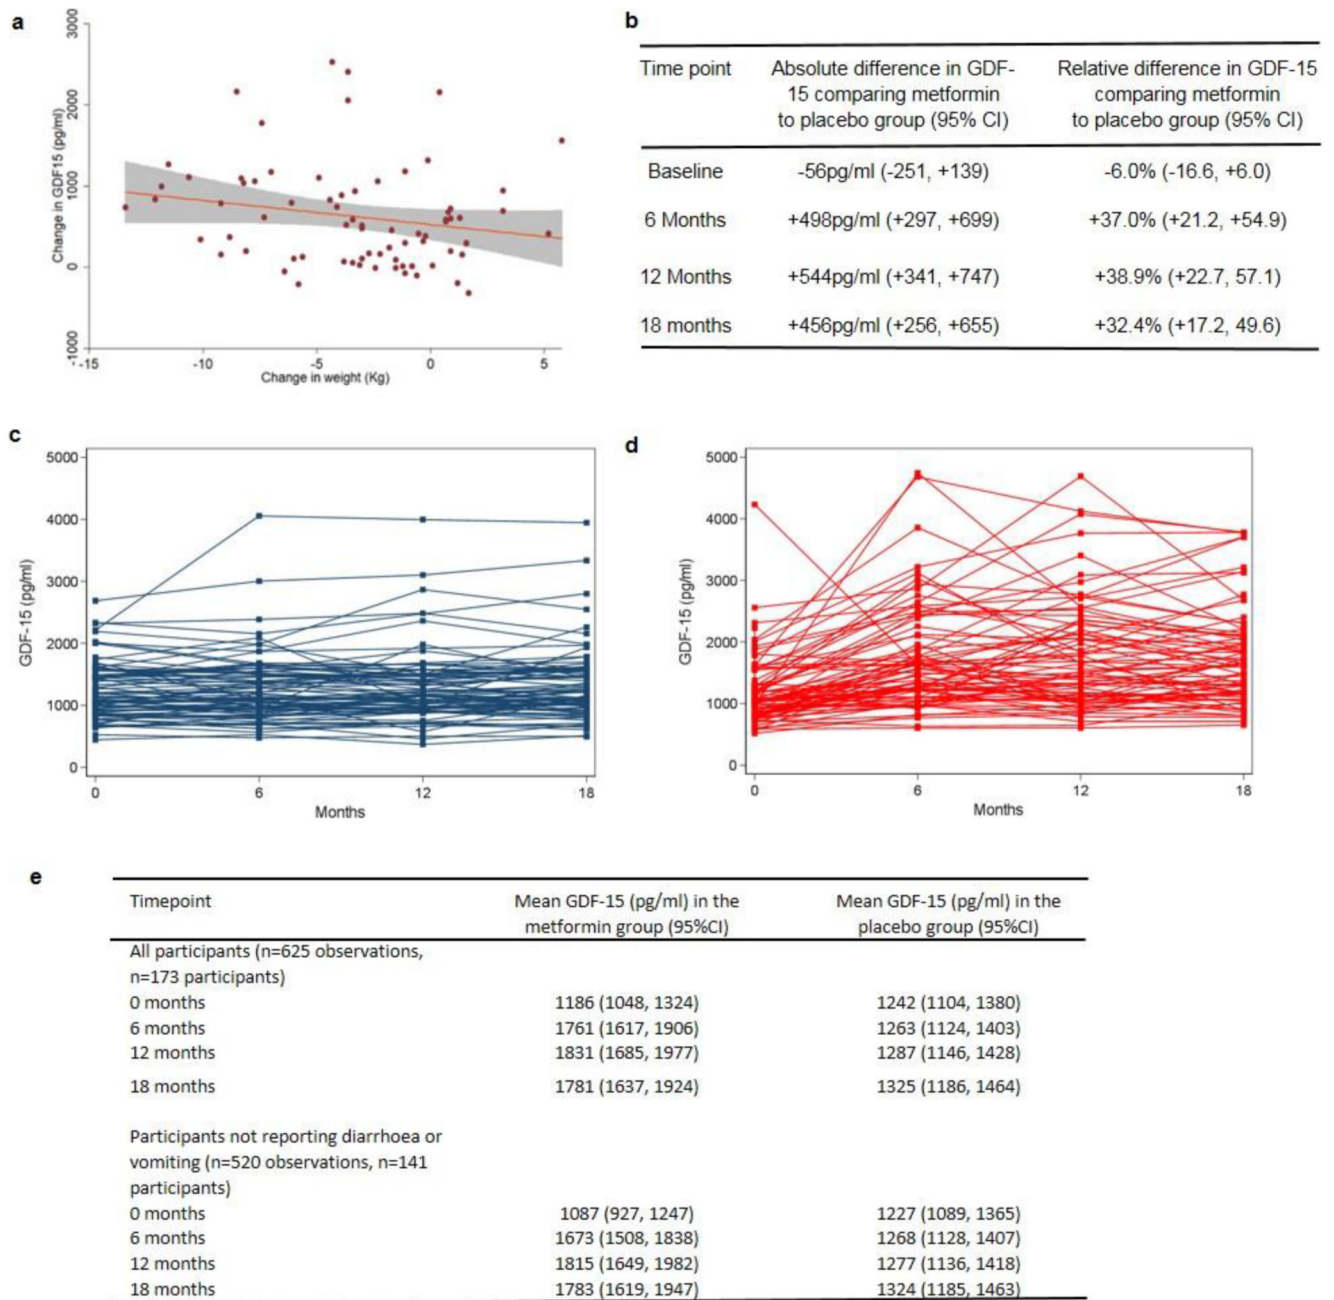 a
3000
2000
1000
0
-1000
Change in GDF15 (pg/ml)
-15
-10
-5
0
5
Change in weight (Kg)
b
Time point Absolute difference in GDF- Relative difference in GDF-15
15 comparing metformin comparing metformin
to placebo group (95% CI) to placebo group (95% CI)
Baseline -56pg/ml (-251, +139) -6.0% (-16.6, +6.0)
6 Months +498pg/ml (+297, +699) +37.0% (+21.2, +54.9)
12 Months +544pg/ml (+341, +747) +38.9% (+22.7, 57.1)
18 months +456pg/ml (+256, +655) +32.4% (+17.2, 49.6)
c
5000
4000
3000
2000
1000
0
GDF-15 (pg/ml)
0 6 12 18
Months
d
5000
4000
3000
2000
1000
0
GDF-15 (pg/ml)
0 6 12 18
Months
e
Timepoint Mean GDF-15 (pg/ml) in the Mean GDF-15 (pg/ml) in the
metformin group (95%CI) placebo group (95%CI)
All participants (n=625 observations,
n=173 participants)
0 months 1186 (1048, 1324) 1242 (1104, 1380)
6 months 1761 (1617, 1906) 1263 (1124, 1403)
12 months 1831 (1685, 1977) 1287 (1146, 1428)
18 months 1781 (1637, 1924) 1325 (1186, 1464)
Participants not reporting diarrhoea or
vomiting (n=520 observations, n=141
participants)
0 months 1087 (927, 1247) 1227 (1089, 1365)
6 months 1673 (1508, 1838) 1268 (1128, 1407)
12 months 1815 (1649, 1982) 1277 (1136, 1418)
18 months 1783 (1619, 1947) 1324 (1185, 1463)